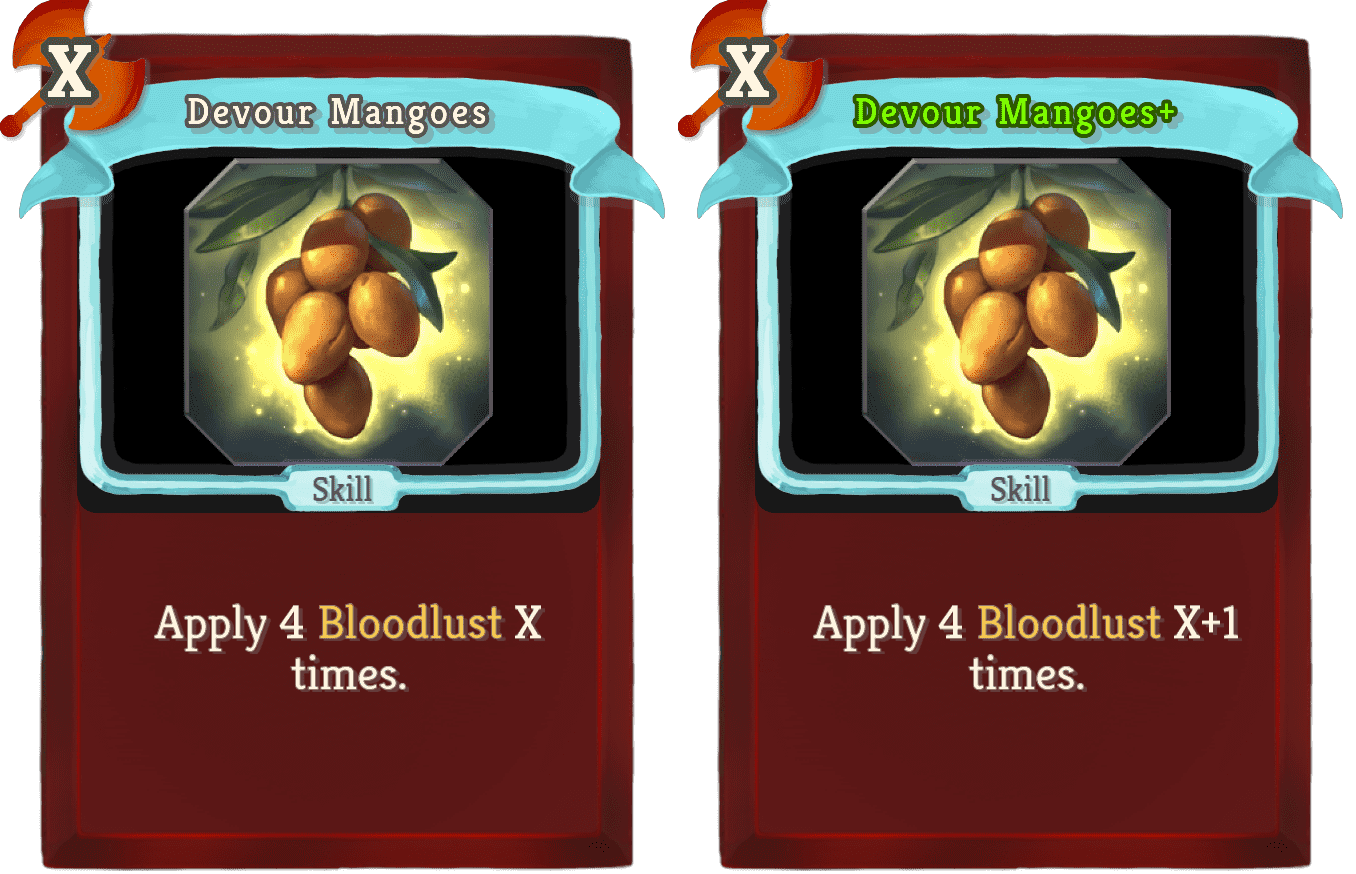 X
Devour Mangoes
Skill
Apply 4 Bloodlust X
times.
X
Devour Mangoes+
Skill
Apply 4 Bloodlust X+1
times.